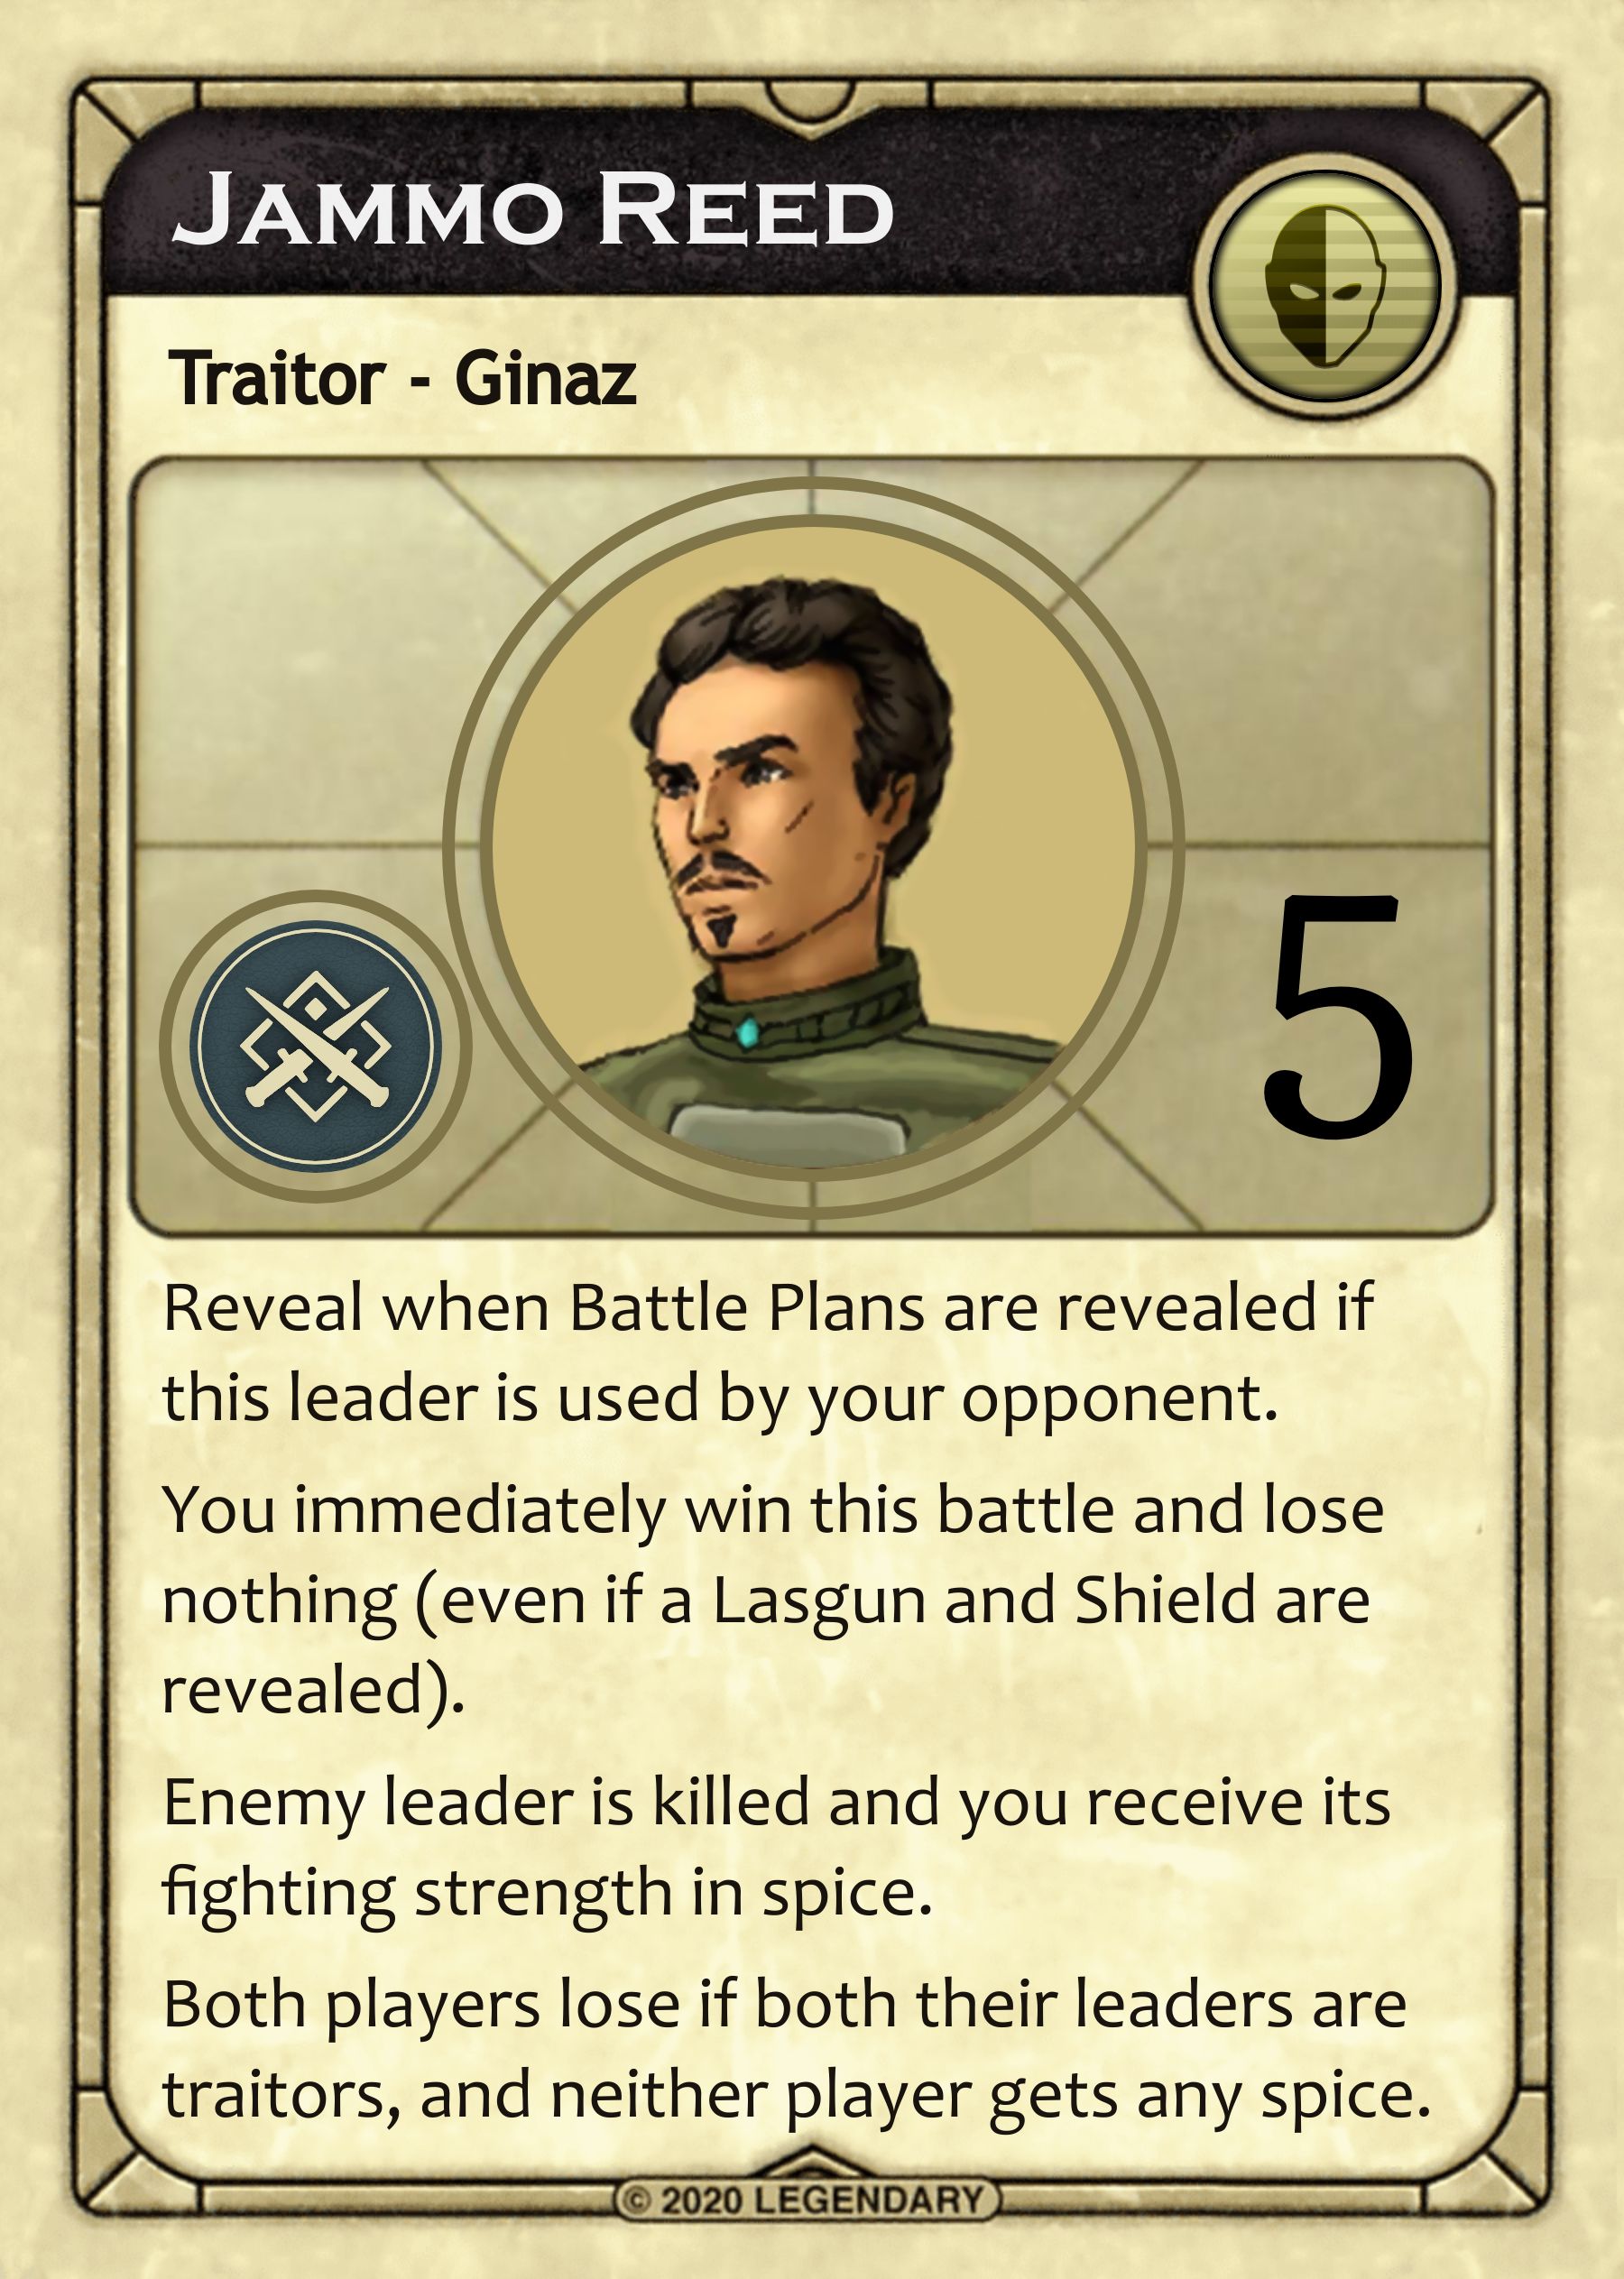 JAMMO REED
Traitor - Ginaz
5
Reveal when Battle Plans are revealed if
this leader is used by your opponent.
You immediately win this battle and lose
nothing (even if a Lasgun and Shield are
revealed).
Enemy leader is killed and you receive its
fighting strength in spice.
Both players lose if both their leaders are
traitors, and neither player gets any spice.
© 2020 LEGENDARY